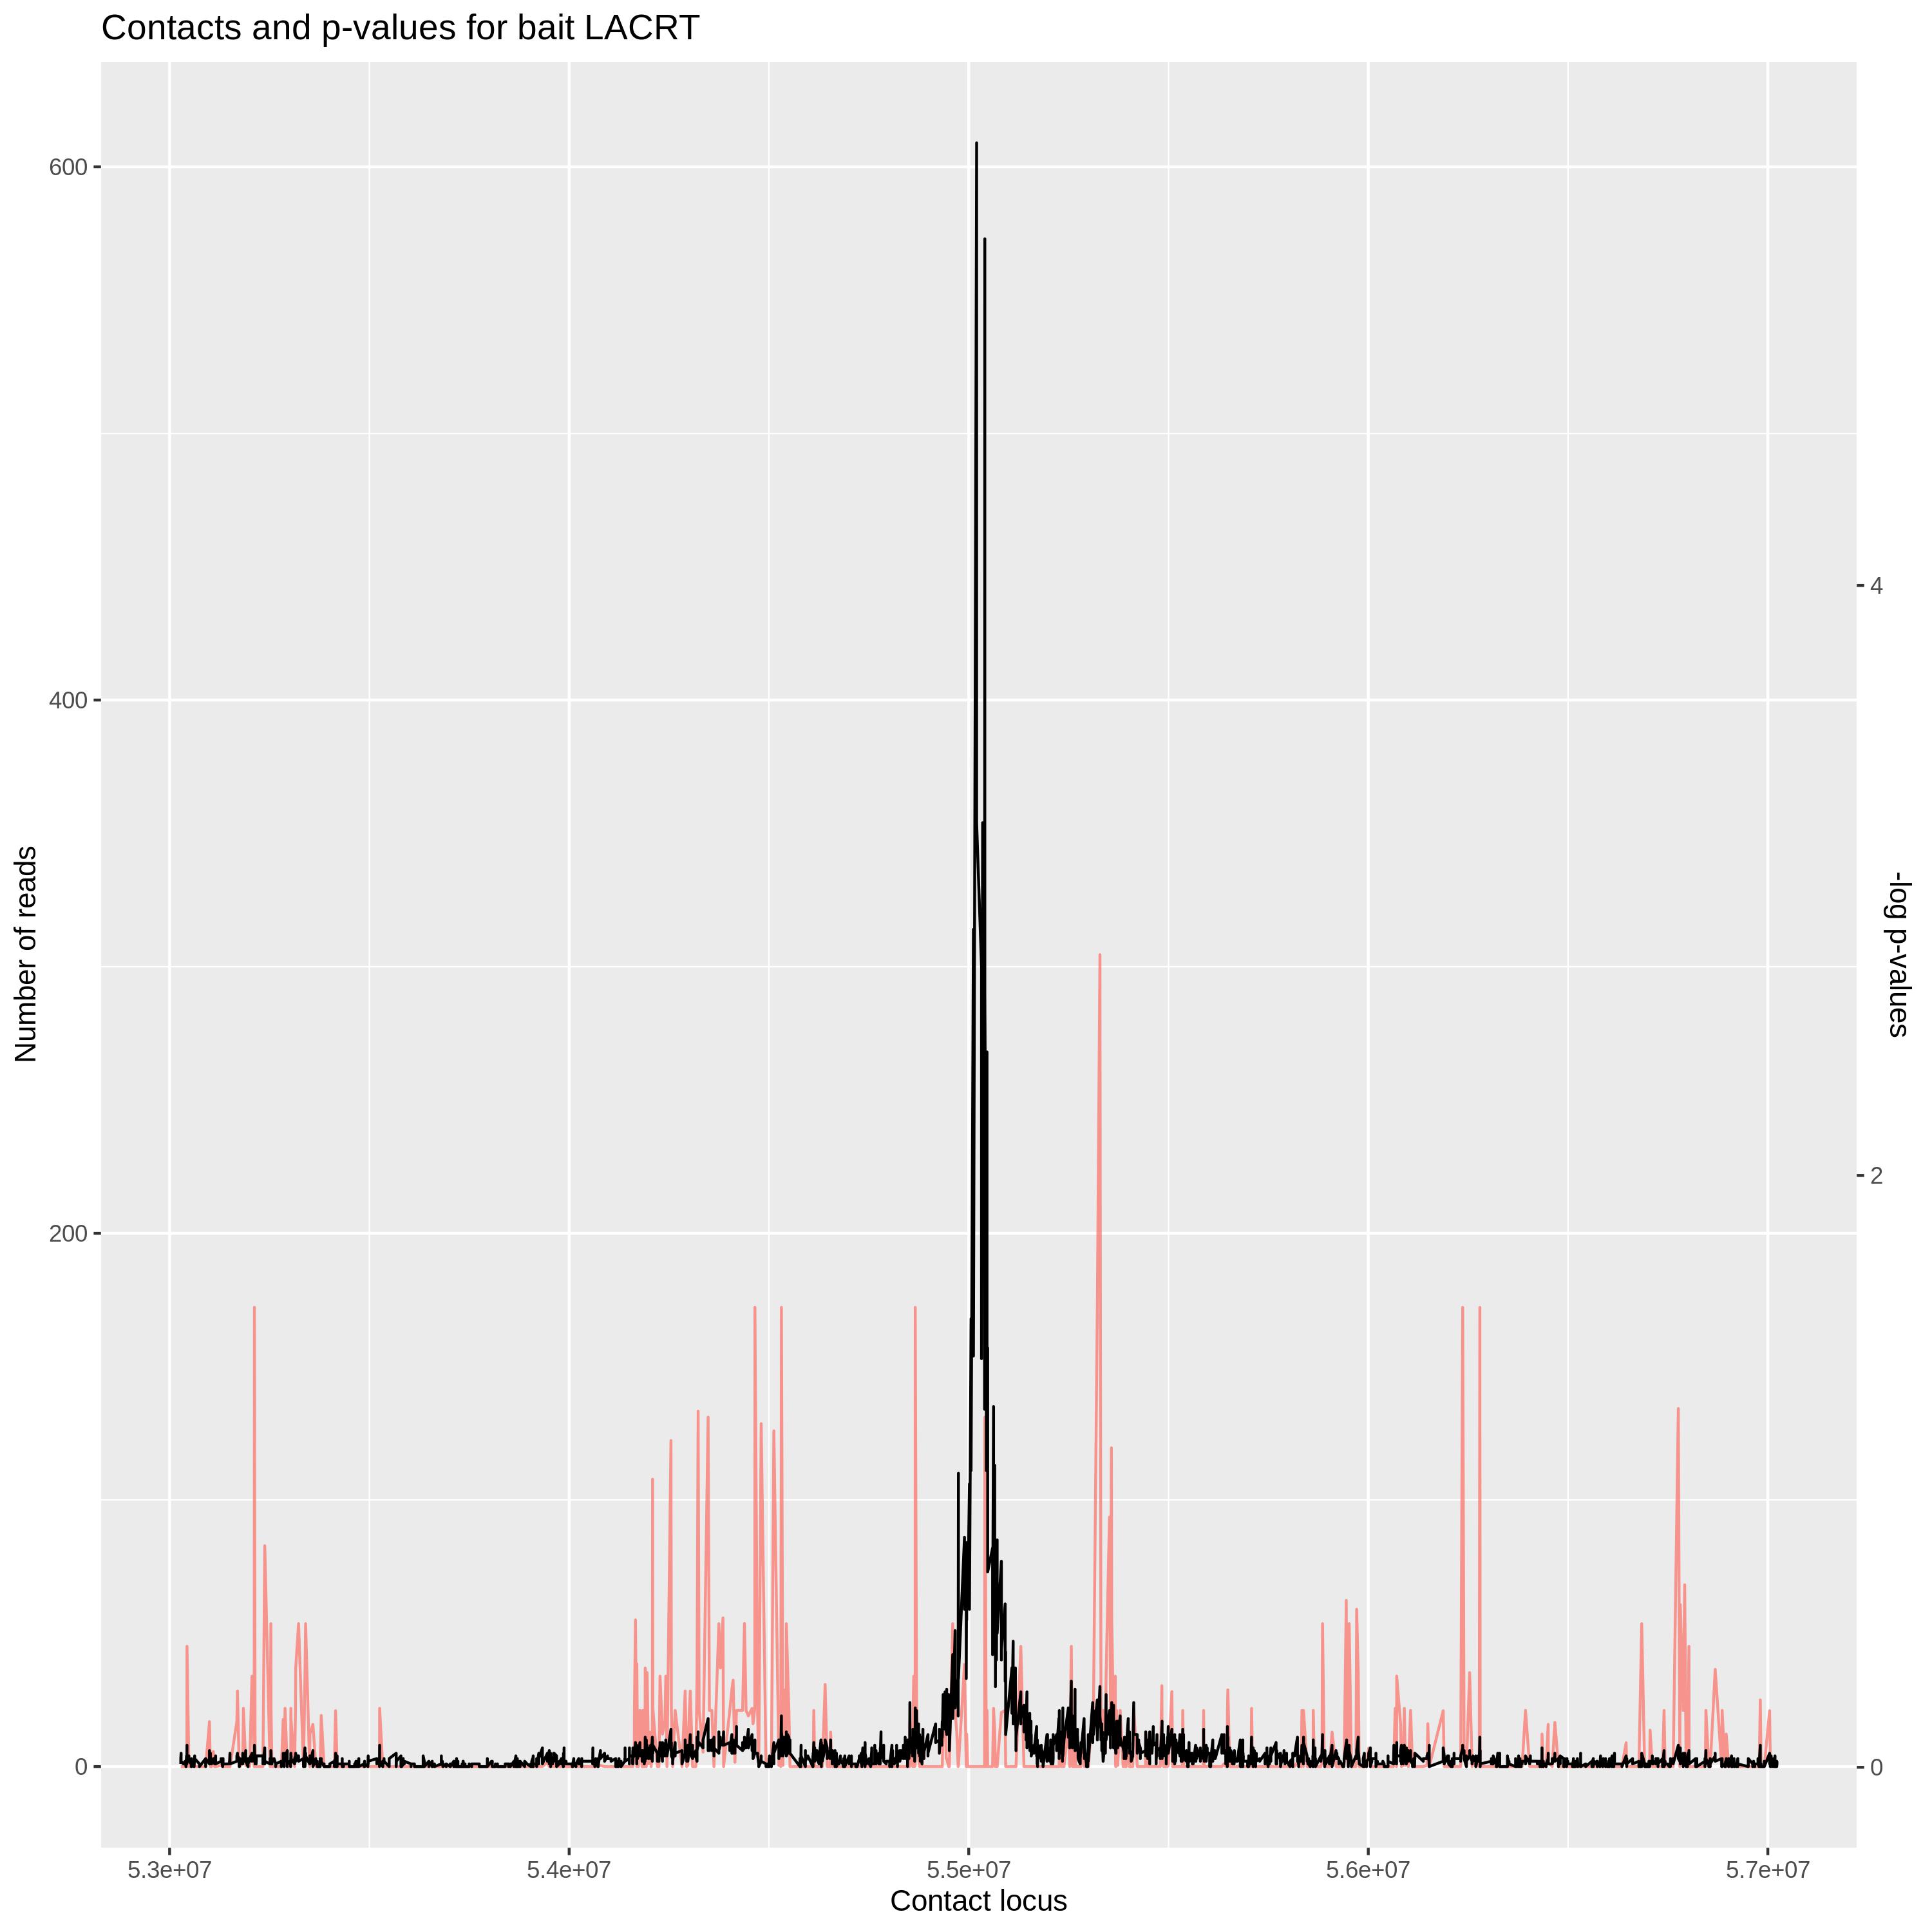 Contacts and p-values for bait LACRT
600
400
200
0
Number of reads
4
2
0
-log p-values
5.3e+07 5.4e+07 5.5e+07 5.6e+07 5.7e+07
Contact locus